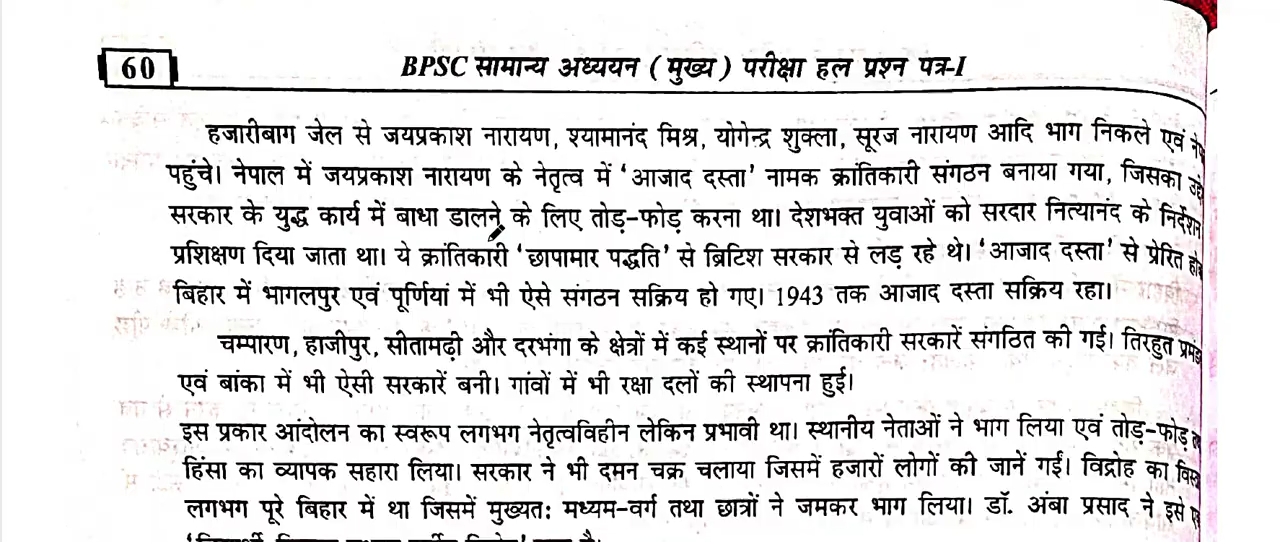 60
BPSC सामान्य अध्ययन ( मुख्य ) परीक्षा हल प्रश्न पत्र-I
हजारीबाग जेल से जयप्रकाश नारायण, श्यामानंद मिश्र, योगेन्द्र शुक्ला, सूरज नारायण आदि भाग निकले एवं
पहुंचे। नेपाल में जयप्रकाश नारायण के नेतृत्व में ‘आजाद दस्ता’ नामक क्रांतिकारी संगठन बनाया गया, जिसका
सरकार के युद्ध कार्य में बाधा डालने के लिए तोड़-फोड़ करना था। देशभक्त युवाओं को सरदार नित्यानंद के
प्रशिक्षण दिया जाता था। ये क्रांतिकारी ‘छापामार पद्धति’ से ब्रिटिश सरकार से लड़ रहे थे। ‘आजाद दस्ता’ से प्रेरित
बिहार में भागलपुर एवं पूर्णियां में भी ऐसे संगठन सक्रिय हो गए। 1943 तक आजाद दस्ता सक्रिय रहा।
चम्पारण, हाजीपुर, सीतामढ़ी और दरभंगा के क्षेत्रों में कई स्थानों पर क्रांतिकारी सरकारें संगठित की गई। तिरहुत
एवं बांका में भी ऐसी सरकारें बनी। गांवों में भी रक्षा दलों की स्थापना हुई।
इस प्रकार आंदोलन का स्वरूप लगभग नेतृत्वविहीन लेकिन प्रभावी था। स्थानीय नेताओं ने भाग लिया एवं तोड़-फोड़
हिंसा का व्यापक सहारा लिया। सरकार ने भी दमन चक्र चलाया जिसमें हजारों लोगों की जानें गईं। विद्रोह का
लगभग पूरे बिहार में था जिसमें मुख्यतः मध्यम-वर्ग तथा छात्रों ने जमकर भाग लिया। डॉ. अंबा प्रसाद ने इसे